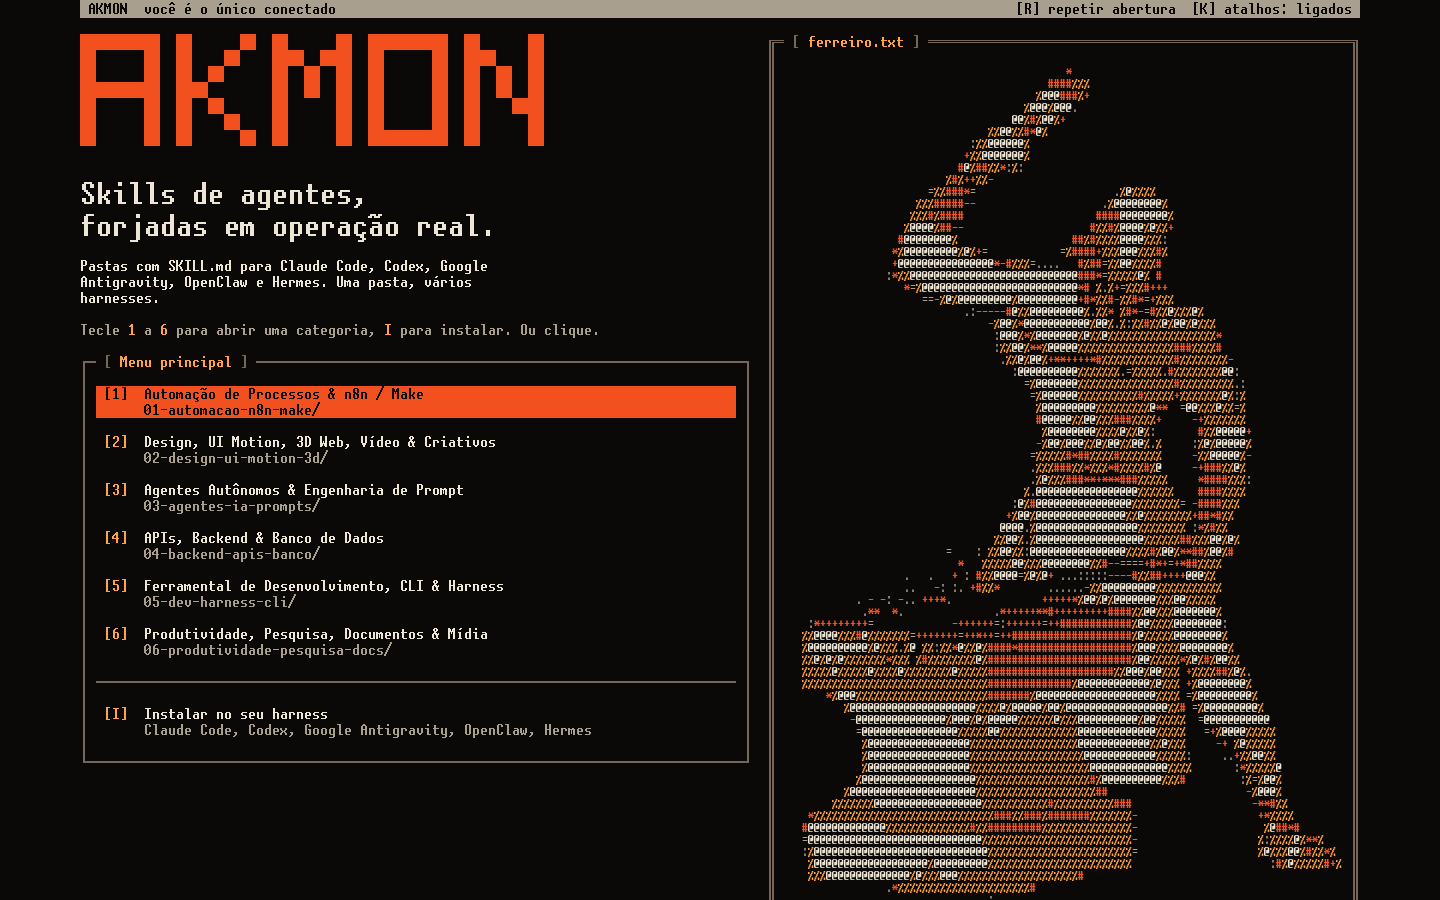 AKMON você é o único conectado
[R] repetir abertura [K] atalhos: ligados
AKMON
Skills de agentes,
forjadas em operação real.
Pastas com SKILL.md para Claude Code, Codex, Google
Antigravity, OpenClaw e Hermes. Uma pasta, vários
harnesses.
Tecle 1 a 6 para abrir uma categoria, I para instalar. Ou clique.
[ Menu principal ]
[1] Automação de Processos & n8n / Make
01-automacao-n8n-make/
[2] Design, UI Motion, 3D Web, Vídeo & Criativos
02-design-ui-motion-3d/
[3] Agentes Autônomos & Engenharia de Prompt
03-agentes-ia-prompts/
[4] APIs, Backend & Banco de Dados
04-backend-apis-banco/
[5] Ferramental de Desenvolvimento, CLI & Harness
05-dev-harness-cli/
[6] Produtividade, Pesquisa, Documentos & Mídia
06-produtividade-pesquisa-docs/
[I] Instalar no seu harness
Claude Code, Codex, Google Antigravity, OpenClaw, Hermes
[ ferreiro.txt ]